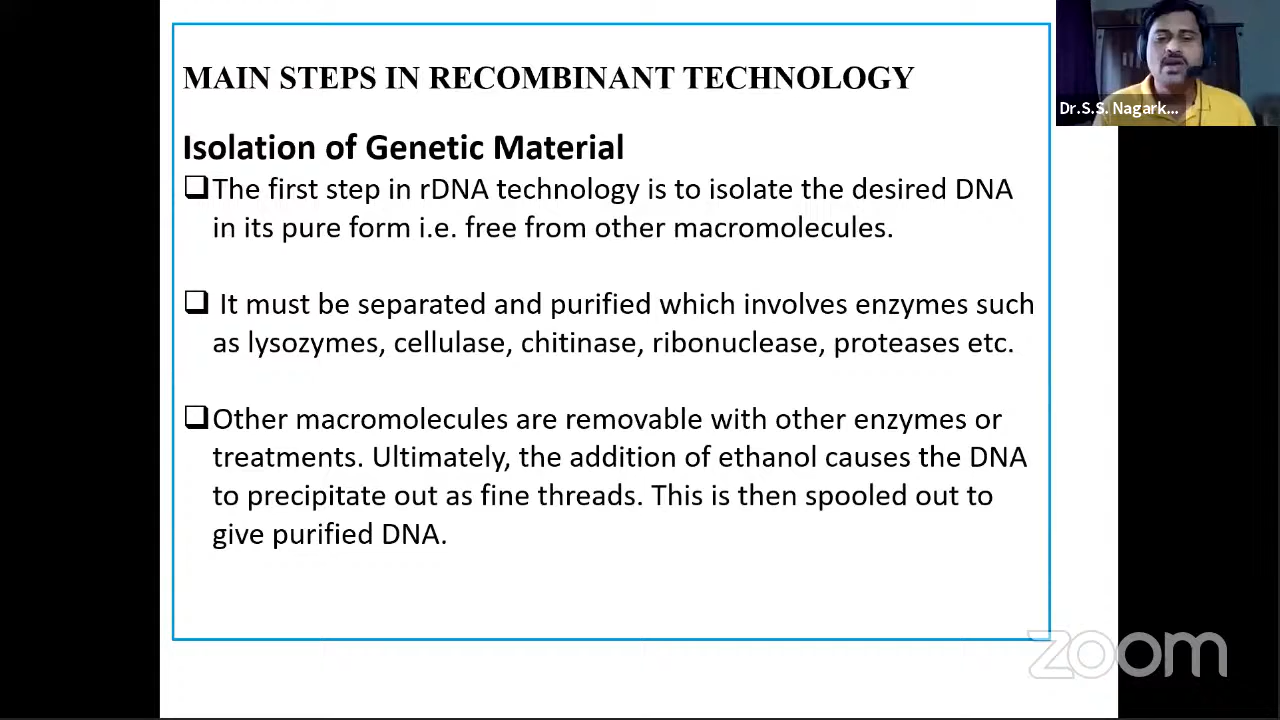 MAIN STEPS IN RECOMBINANT TECHNOLOGY
Isolation of Genetic Material
❑The first step in rDNA technology is to isolate the desired DNA
in its pure form i.e. free from other macromolecules.
❑ It must be separated and purified which involves enzymes such
as lysozymes, cellulase, chitinase, ribonuclease, proteases etc.
❑Other macromolecules are removable with other enzymes or
treatments. Ultimately, the addition of ethanol causes the DNA
to precipitate out as fine threads. This is then spooled out to
give purified DNA.
Dr.S.S. Nagark...
zoom